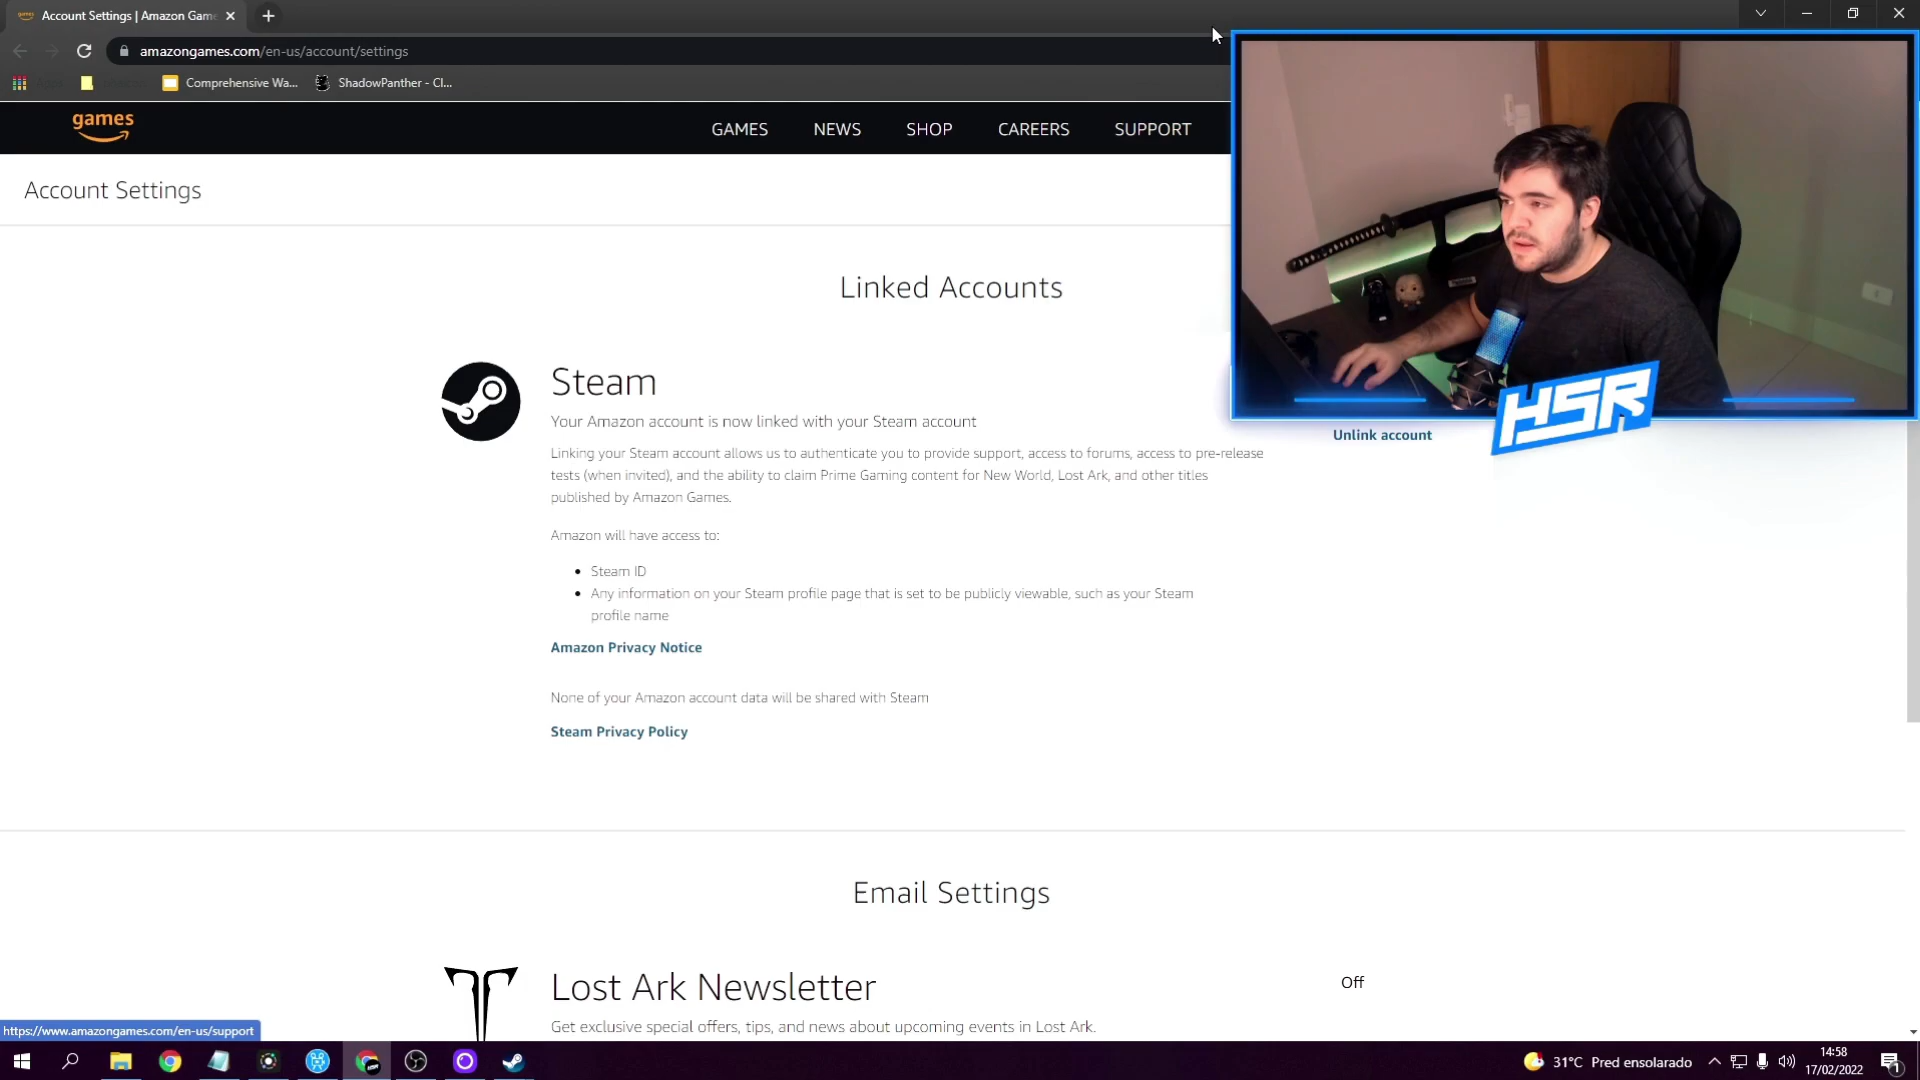 Account Settings | Amazon Game
amazongames.com/en-us/account/settings
Comprehensive Wa...
ShadowPanther - Cl...
games
GAMES
NEWS
SHOP
CAREERS
SUPPORT
Account Settings
Linked Accounts
Steam
Your Amazon account is now linked with your Steam account
Unlink account
Linking your Steam account allows us to authenticate you to provide support, access to forums, access to pre-release
tests (when invited), and the ability to claim Prime Gaming content for New World, Lost Ark, and other titles
published by Amazon Games.
Amazon will have access to:
Steam ID
Any information on your Steam profile page that is set to be publicly viewable, such as your Steam
profile name
Amazon Privacy Notice
None of your Amazon account data will be shared with Steam
Steam Privacy Policy
HSR
Email Settings
Lost Ark Newsletter
Off
Get exclusive special offers, tips, and news about upcoming events in Lost Ark.
https://www.amazongames.com/en-us/support
31°C Pred ensolarado
14:58
17/02/2022
1